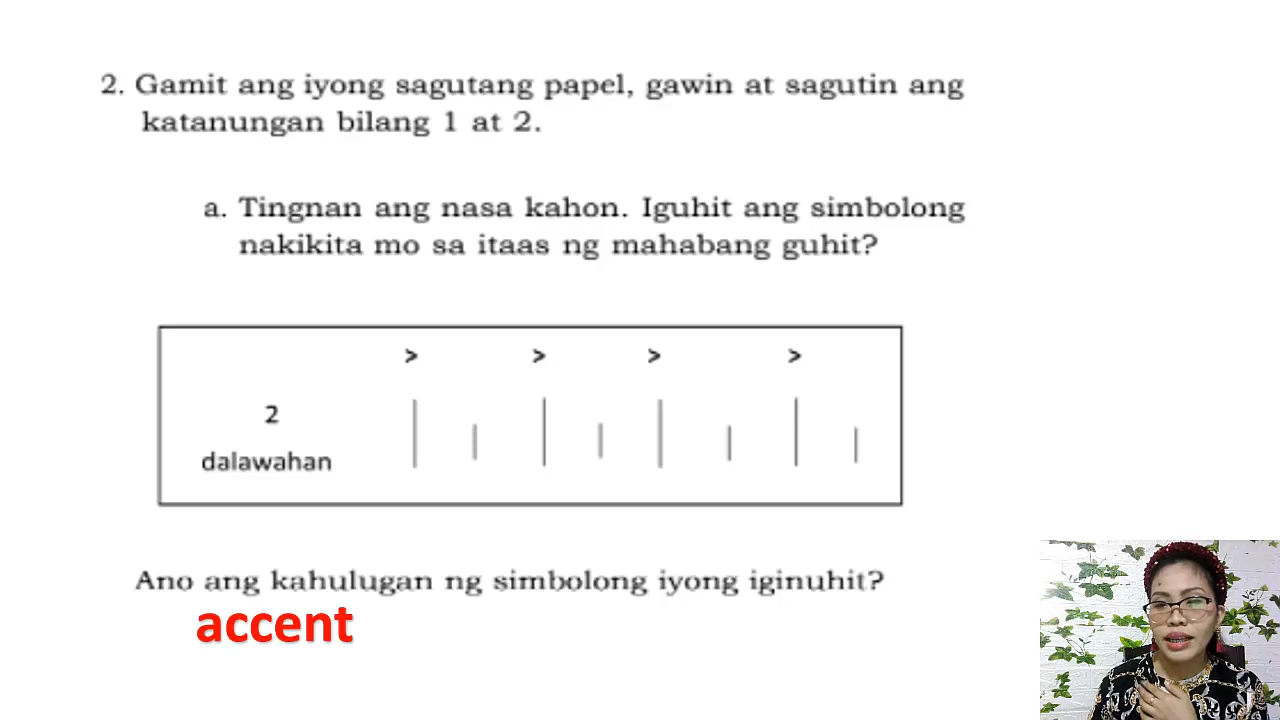 2. Gamit ang iyong sagutang papel, gawin at sagutin ang
katanungan bilang 1 at 2.
a. Tingnan ang nasa kahon. Iguhit ang simbolong
nakikita mo sa itaas ng mahabang guhit?
> > > >
2
dalawahan
Ano ang kahulugan ng simbolong iyong iginuhit?
accent